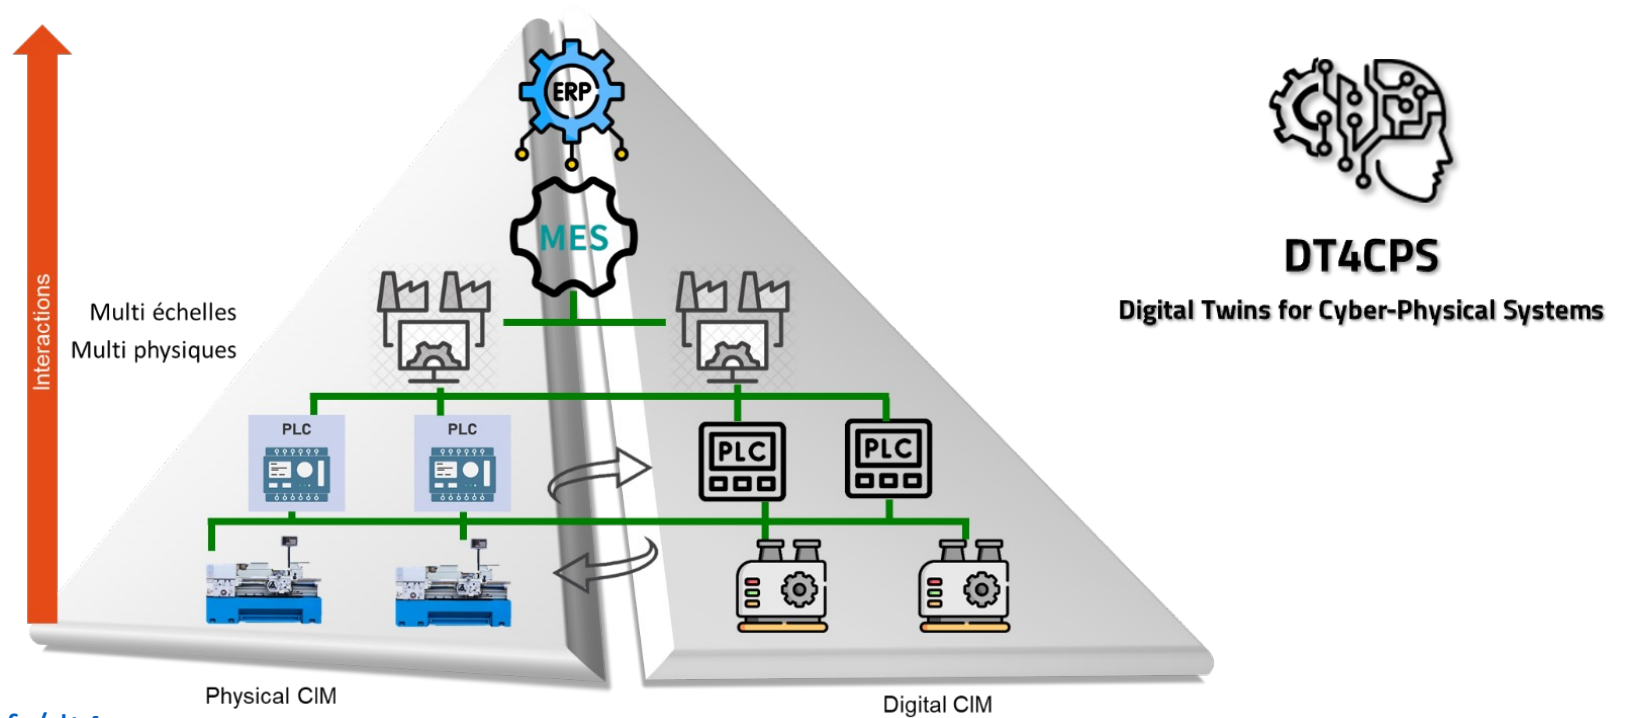 ERP
MES
Interactions
Multi échelles
Multi physiques
PLC
PLC
PLC
PLC
Physical CIM
Digital CIM
DT4CPS
Digital Twins for Cyber-Physical Systems